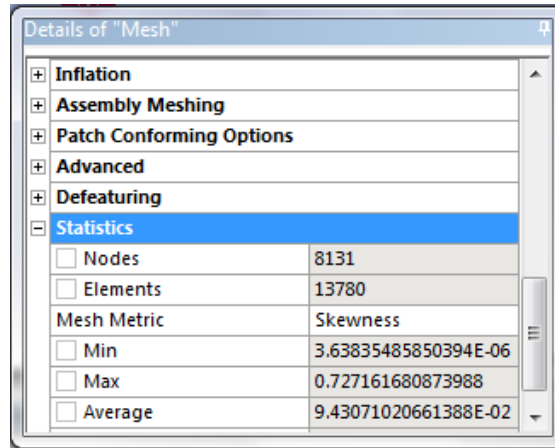 Details of "Mesh"
Inflation
Assembly Meshing
Patch Conforming Options
Advanced
Defeaturing
Statistics
Nodes 8131
Elements 13780
Mesh Metric Skewness
Min 3.63835485850394E-06
Max 0.727161680873988
Average 9.43071020661388E-02